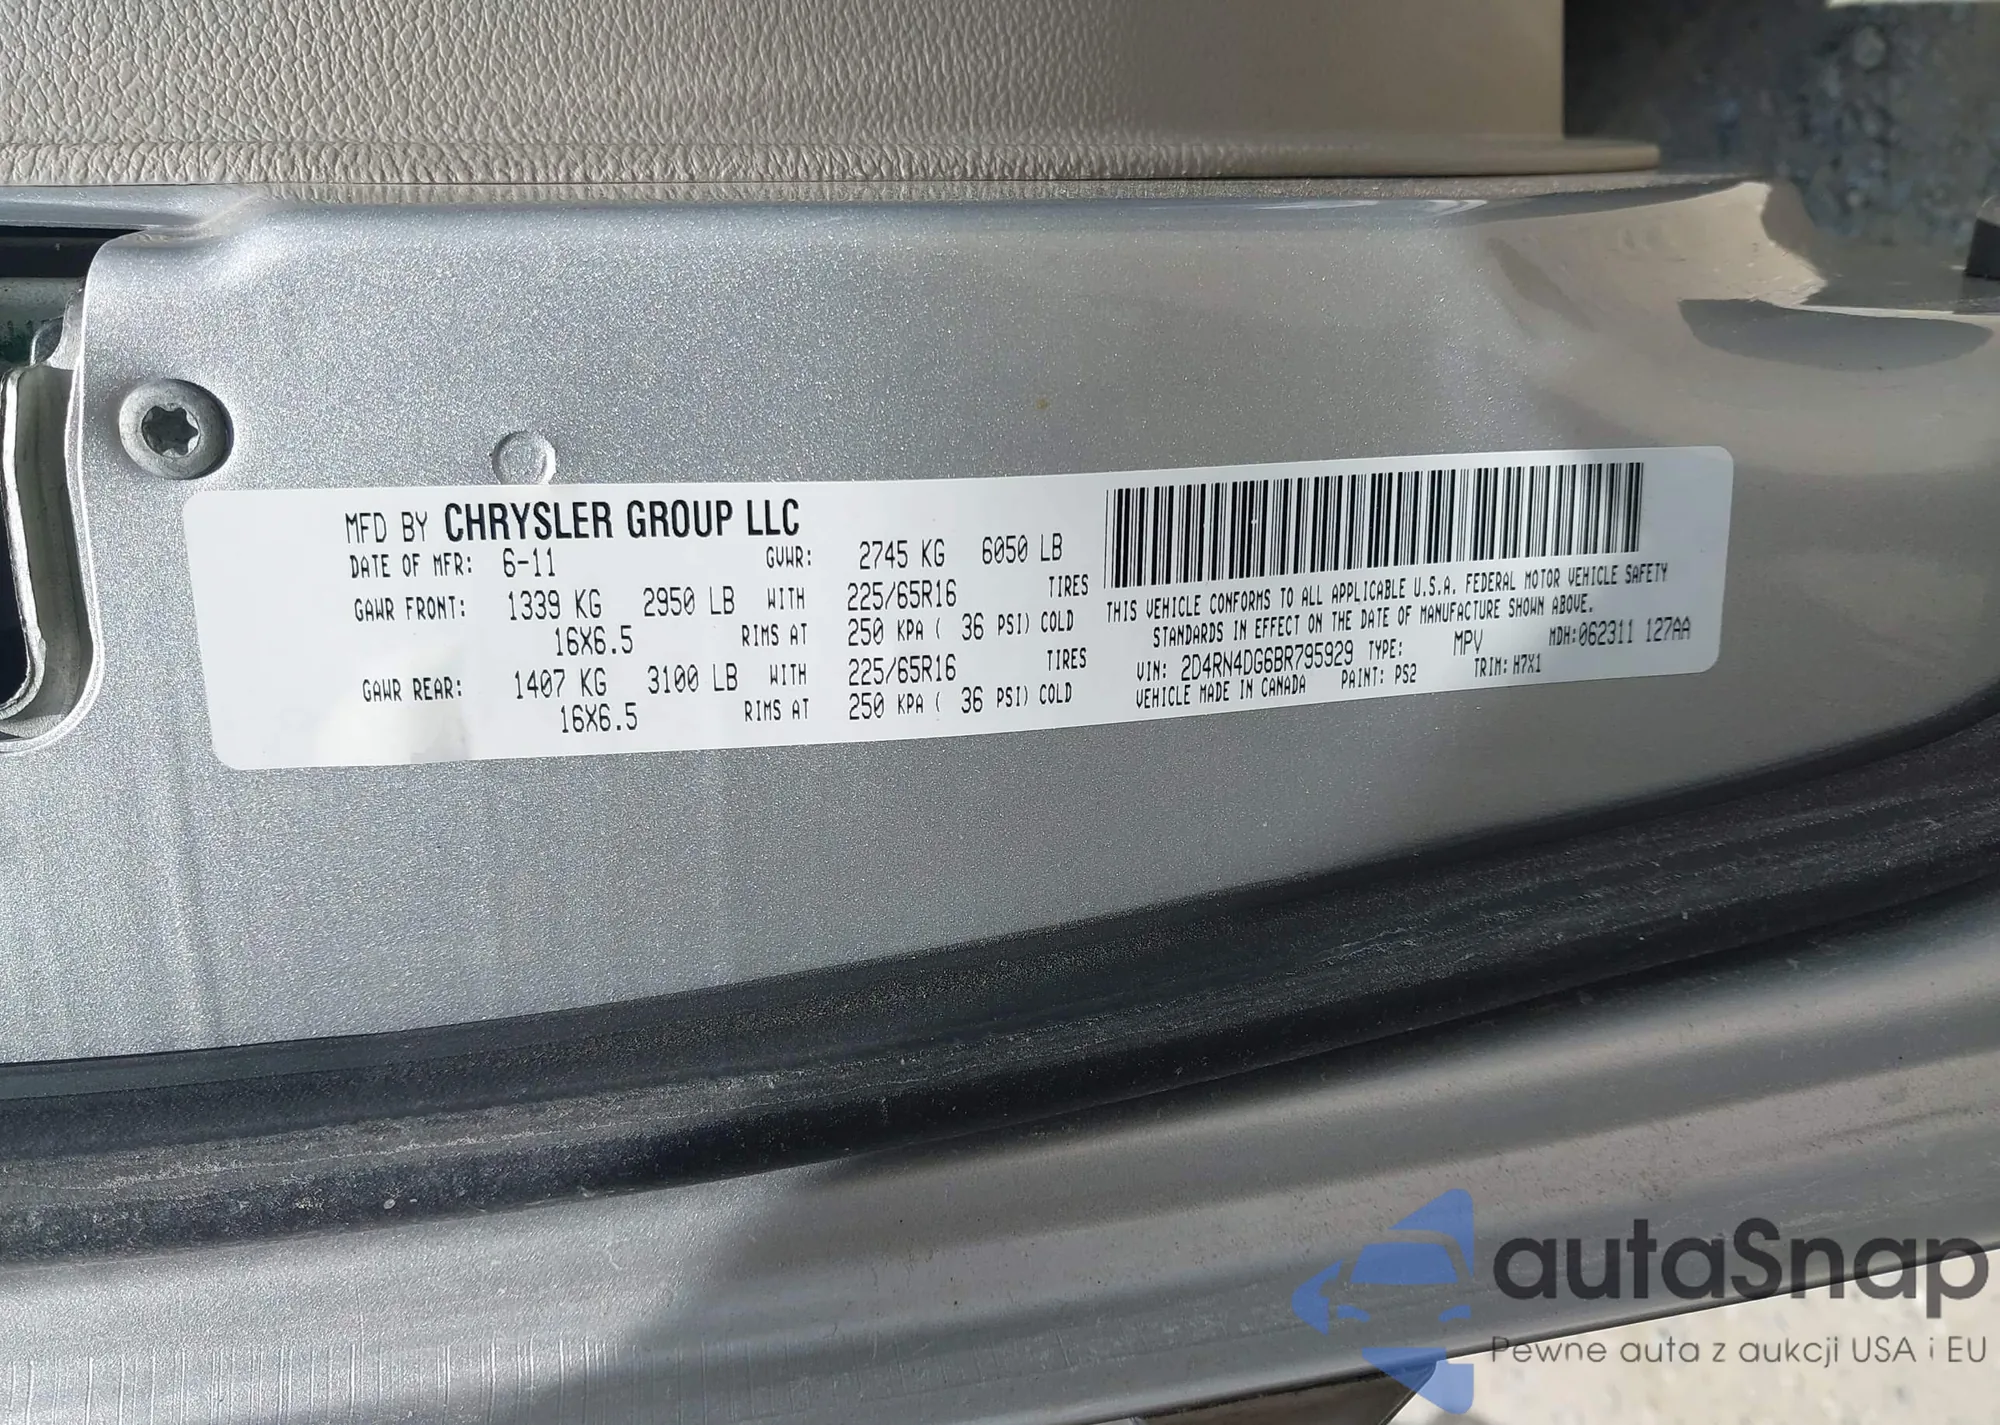 MFD BY CHRYSLER GROUP LLC
DATE OF MFR: 6-11 GVWR: 2745 KG 6050 LB
GAWR FRONT: 1339 KG 2950 LB WITH 225/65R16 TIRES
16X6.5 RIMS AT 250 KPA ( 36 PSI) COLD
GAWR REAR: 1407 KG 3100 LB WITH 225/65R16 TIRES
16X6.5 RIMS AT 250 KPA ( 36 PSI) COLD
THIS VEHICLE CONFORMS TO ALL APPLICABLE U.S.A. FEDERAL MOTOR VEHICLE SAFETY
STANDARDS IN EFFECT ON THE DATE OF MANUFACTURE SHOWN ABOVE.
VIN: 2D4RN4DG6BR795929 TYPE: MPV MDH:062311 127AA
VEHICLE MADE IN CANADA PAINT: PS2 TRIM: H7X1
autaSnap
Pewne auta z aukcji USA i EU